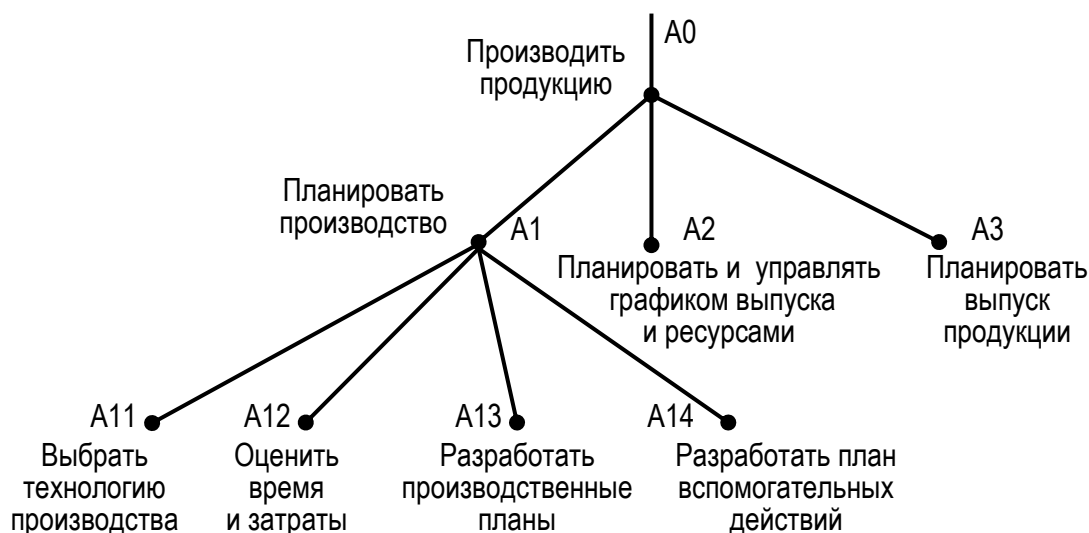 A0
Производить
продукцию
Планировать
производство
A1
A2
Планировать и управлять
графиком выпуска
и ресурсами
A3
Планировать
выпуск
продукции
A11
Выбрать
технологию
производства
A12
Оценить
время
и затраты
A13
Разработать
производственные
планы
A14
Разработать план
вспомогательных
действий